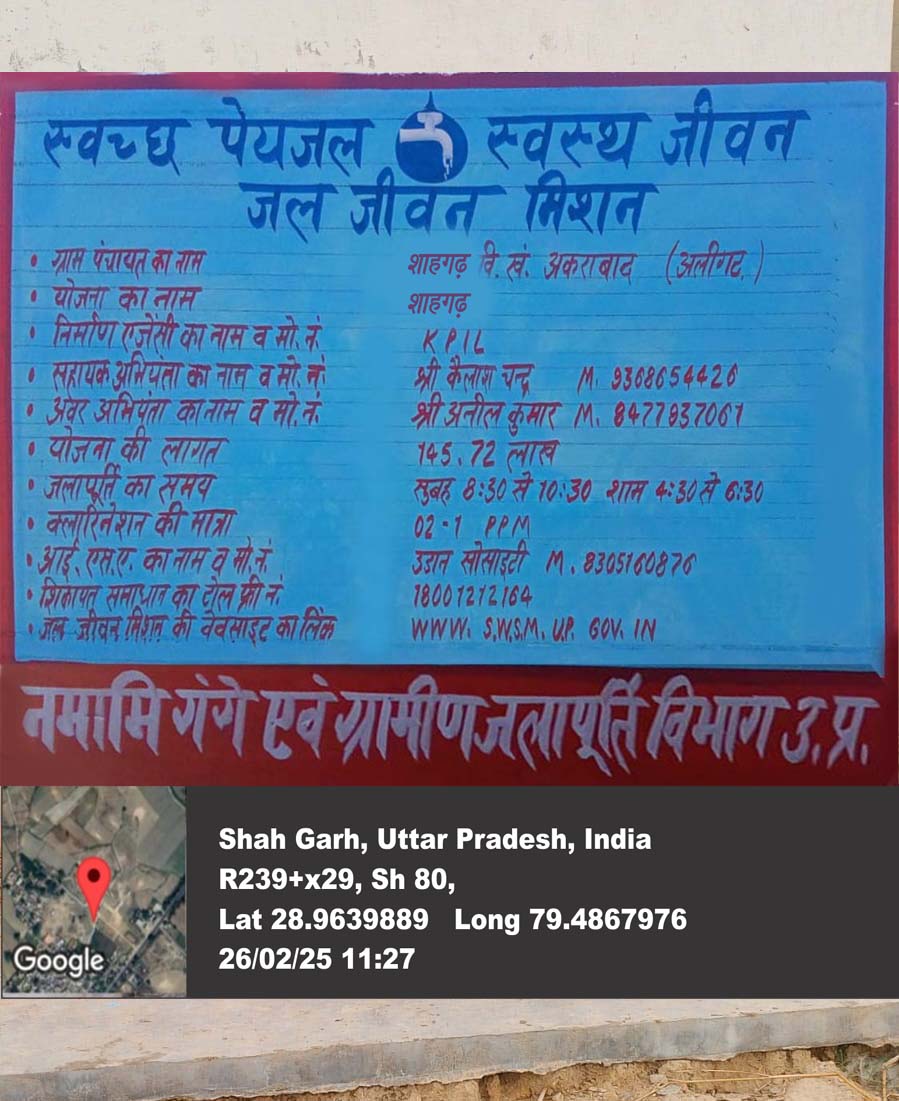 स्वच्छ पेयजल स्वस्थ जीवन
जल जीवन मिशन
• ग्राम पंचायत का नाम शाहगढ़ वि. खं. अकराबाद (अलीगढ़)
• योजना का नाम शाहगढ़
• निर्माण एजेंसी का नाम व मो. नं. KPIL
• सहायक अभियंता का नाम व मो. नं. श्री कैलाश चन्द्र M. 9368654426
• अवर अभियंता का नाम व मो. नं. श्री अनील कुमार M. 8477837061
• योजना की लागत 145.72 लाख
• जलापूर्ति का समय सुबह 8:30 से 10:30 शाम 4:30 से 6:30
• क्लारिनेशन की मात्रा 02-1 PPM
• आई. एस. ए. का नाम व मो. नं. उडान सोसाइटी M. 8305160876
• शिकायत समाधान का टोल फ्री नं. 18001212164
• जल जीवन मिशन की वेबसाइट का लिंक WWW. S.W.S.M. UP. GOV. IN
नमामि गंगे एवं ग्रामीण जलापूर्ति विभाग उ. प्र.
Shah Garh, Uttar Pradesh, India
R239+x29, Sh 80,
Lat 28.9639889 Long 79.4867976
26/02/25 11:27
Google